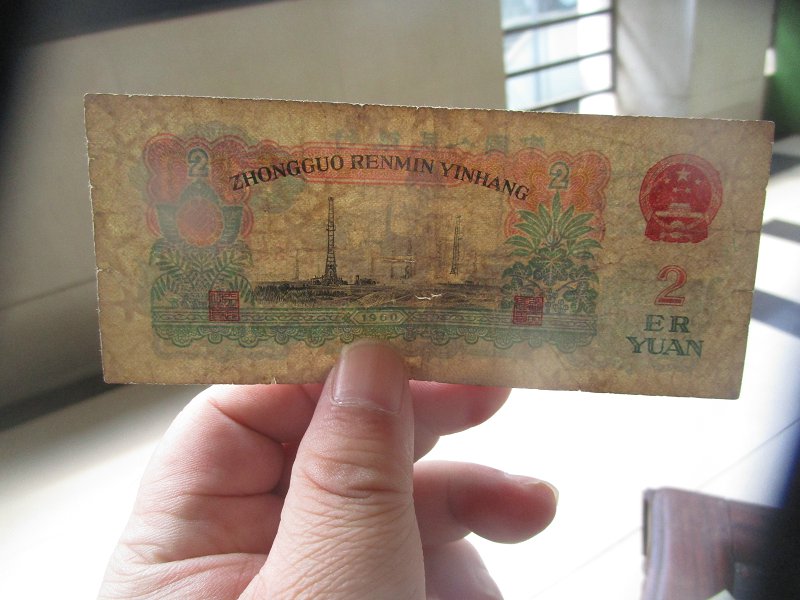 2
2
ZHONGGUO RENMIN YINHANG
1960
2
ER
YUAN